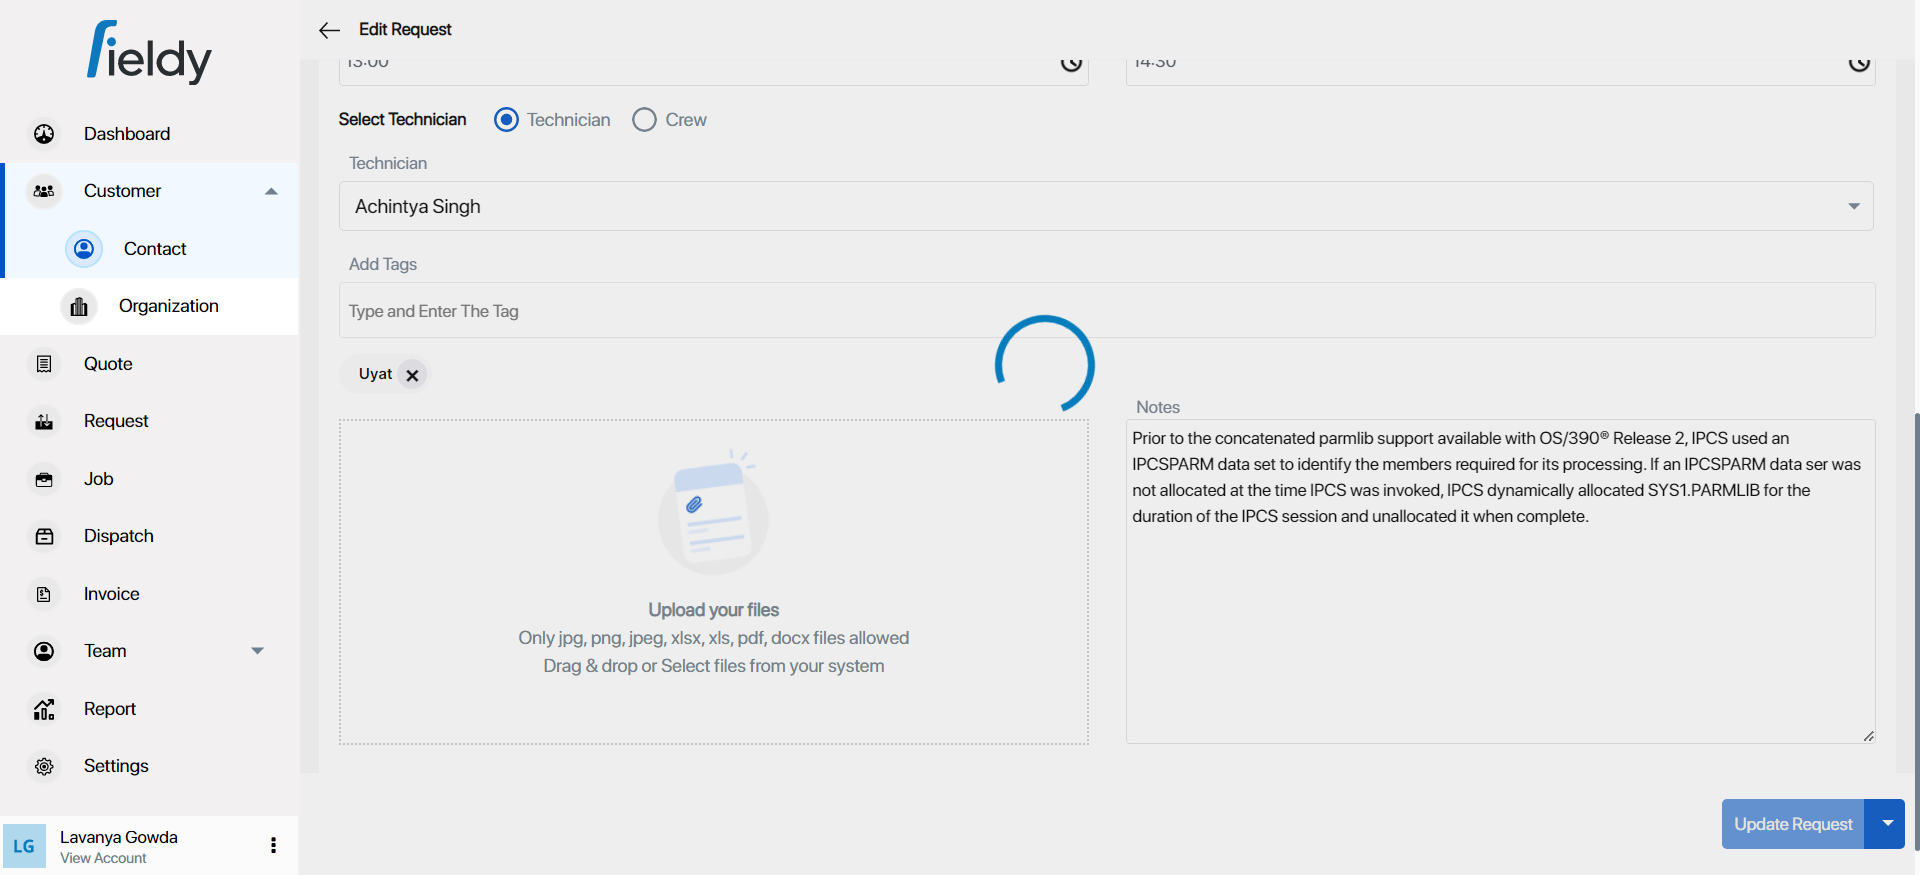 fieldy
Dashboard
Customer
Contact
Organization
Quote
Request
Job
Dispatch
Invoice
Team
Report
Settings
LG
Lavanya Gowda
View Account
Edit Request
13:00
14:30
Select Technician
Technician
Crew
Technician
Achintya Singh
Add Tags
Type and Enter The Tag
Uyat
Upload your files
Only jpg, png, jpeg, xlsx, xls, pdf, docx files allowed
Drag & drop or Select files from your system
Notes
Prior to the concatenated parmlib support available with OS/390® Release 2, IPCS used an
IPCSPARM data set to identify the members required for its processing. If an IPCSPARM data ser was
not allocated at the time IPCS was invoked, IPCS dynamically allocated SYS1.PARMLIB for the
duration of the IPCS session and unallocated it when complete.
Update Request